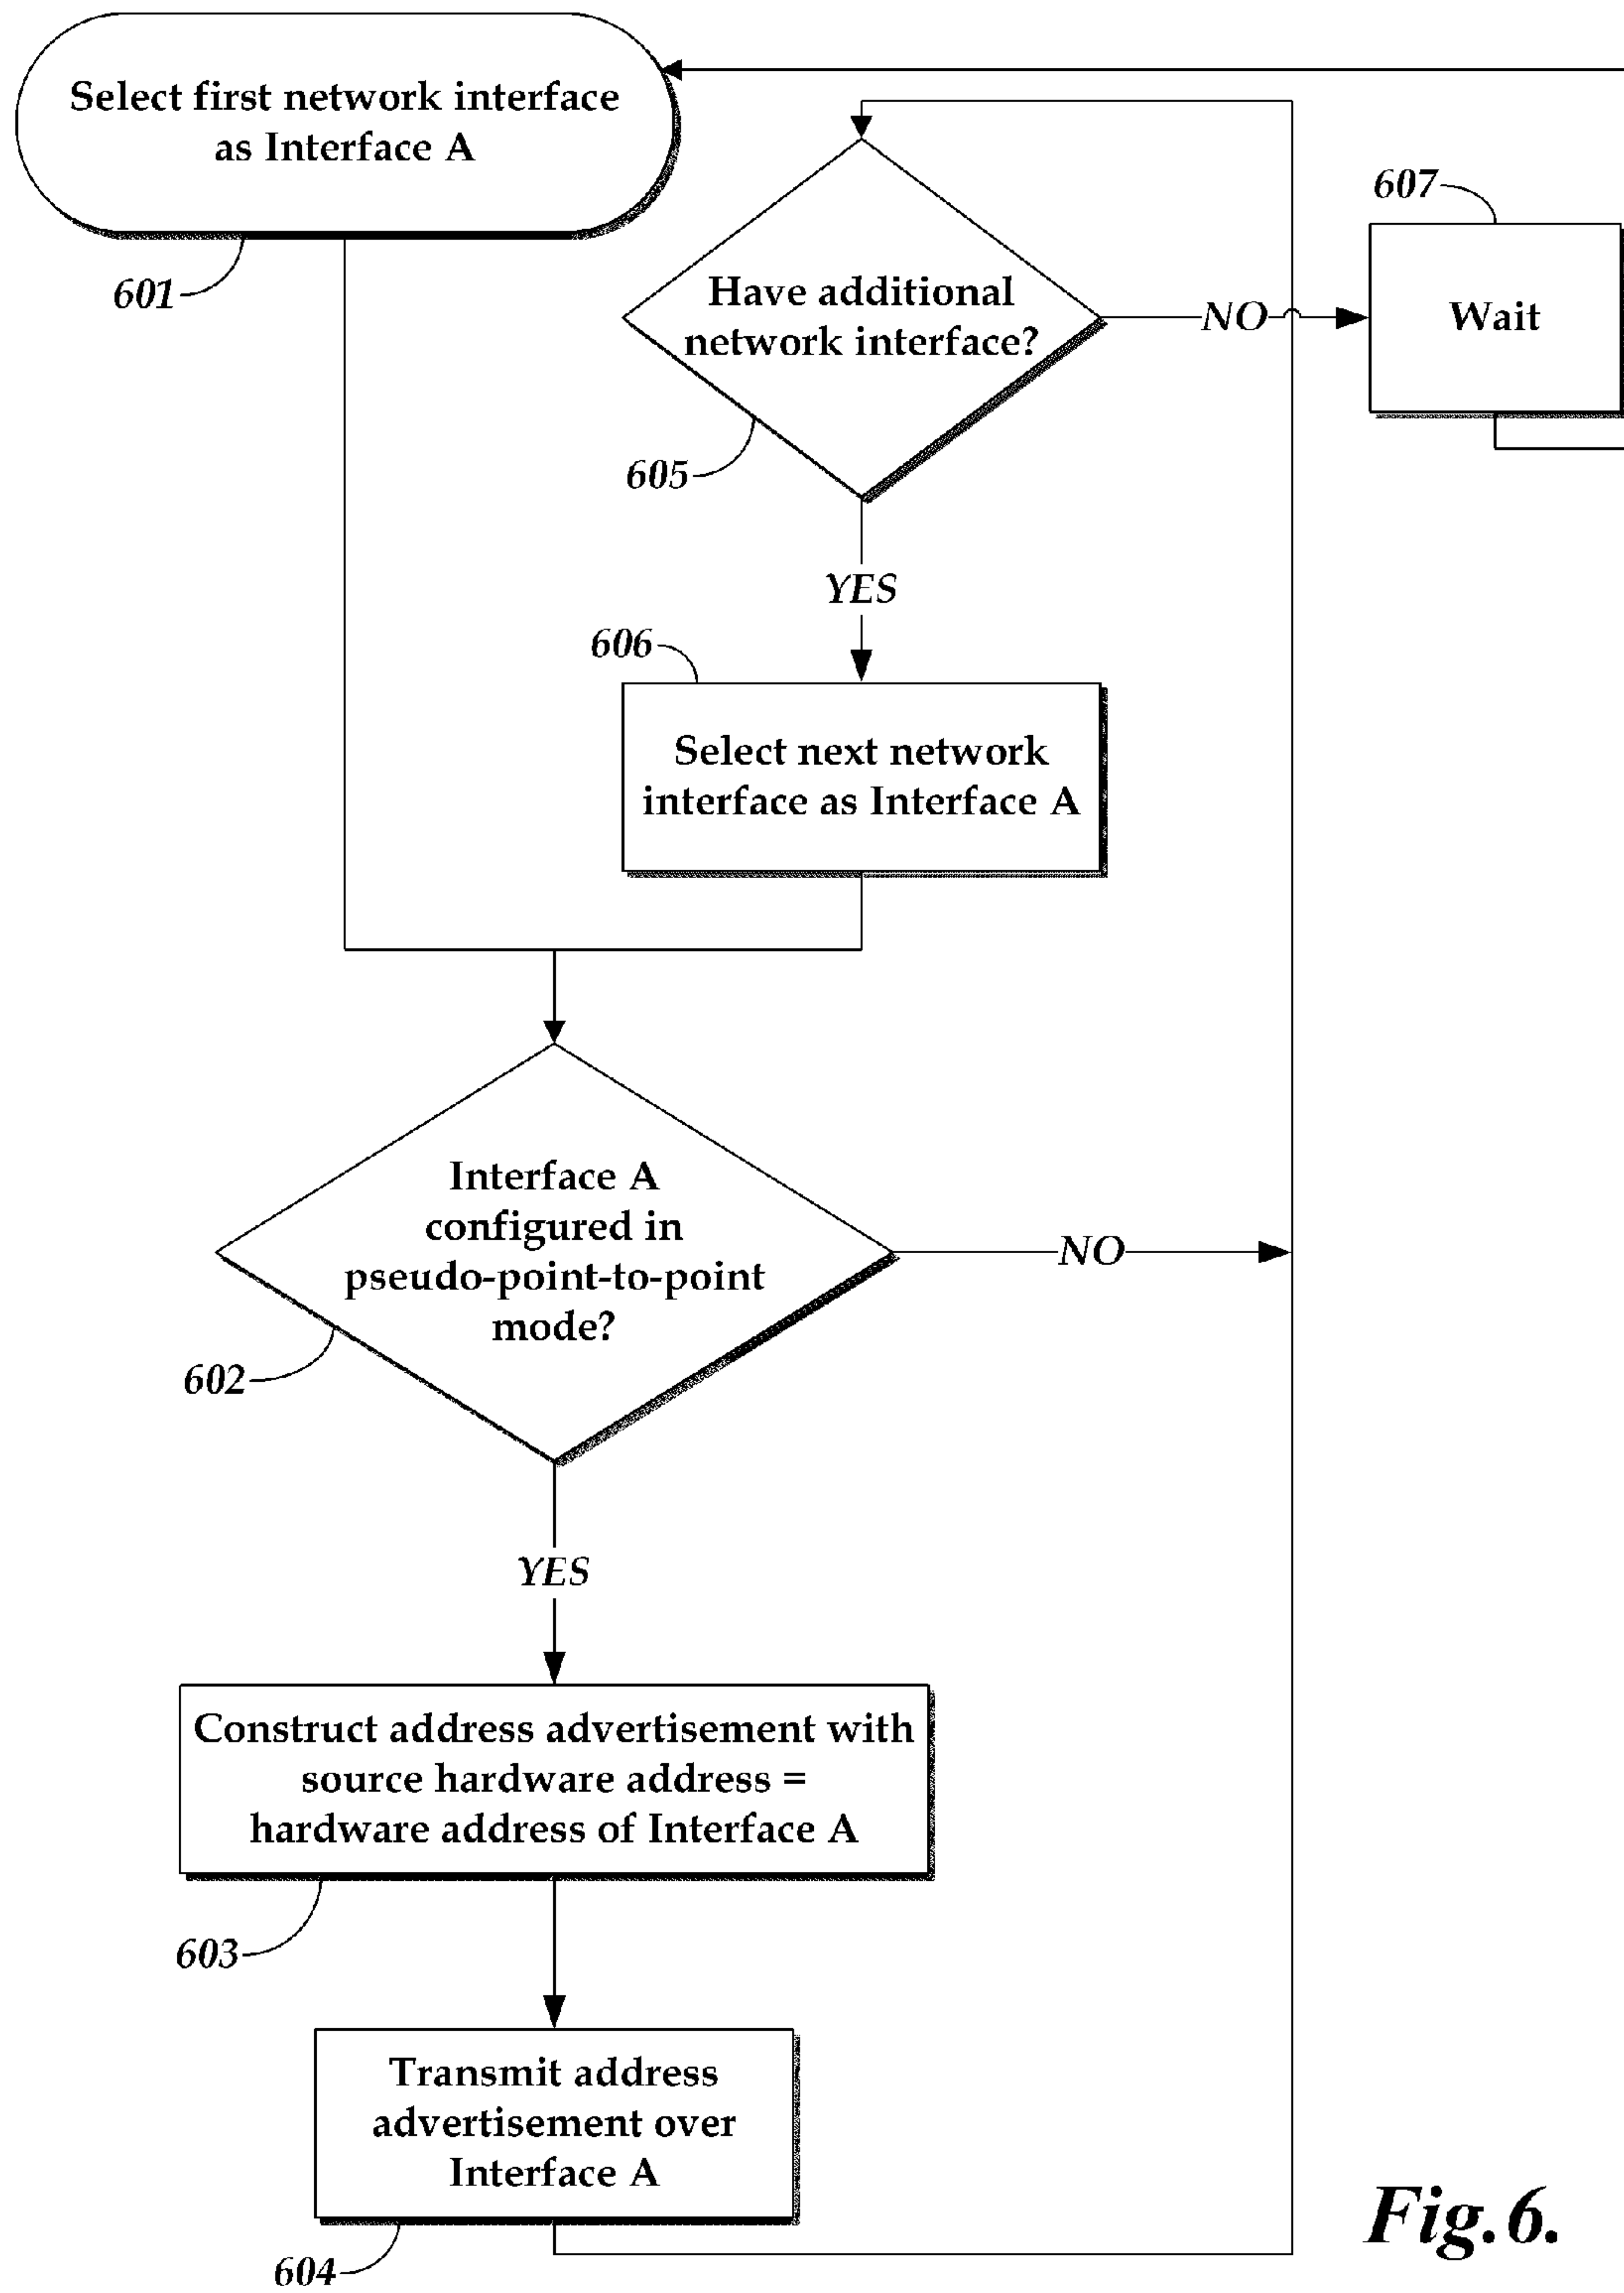 Select first network interface
as Interface A
601
Have additional
network interface?
605
NO
607
Wait
YES
606
Select next network
interface as Interface A
Interface A
configured in
pseudo-point-to-point
mode?
602
NO
YES
Construct address advertisement with
source hardware address =
hardware address of Interface A
603
Transmit address
advertisement over
Interface A
604
Fig. 6.